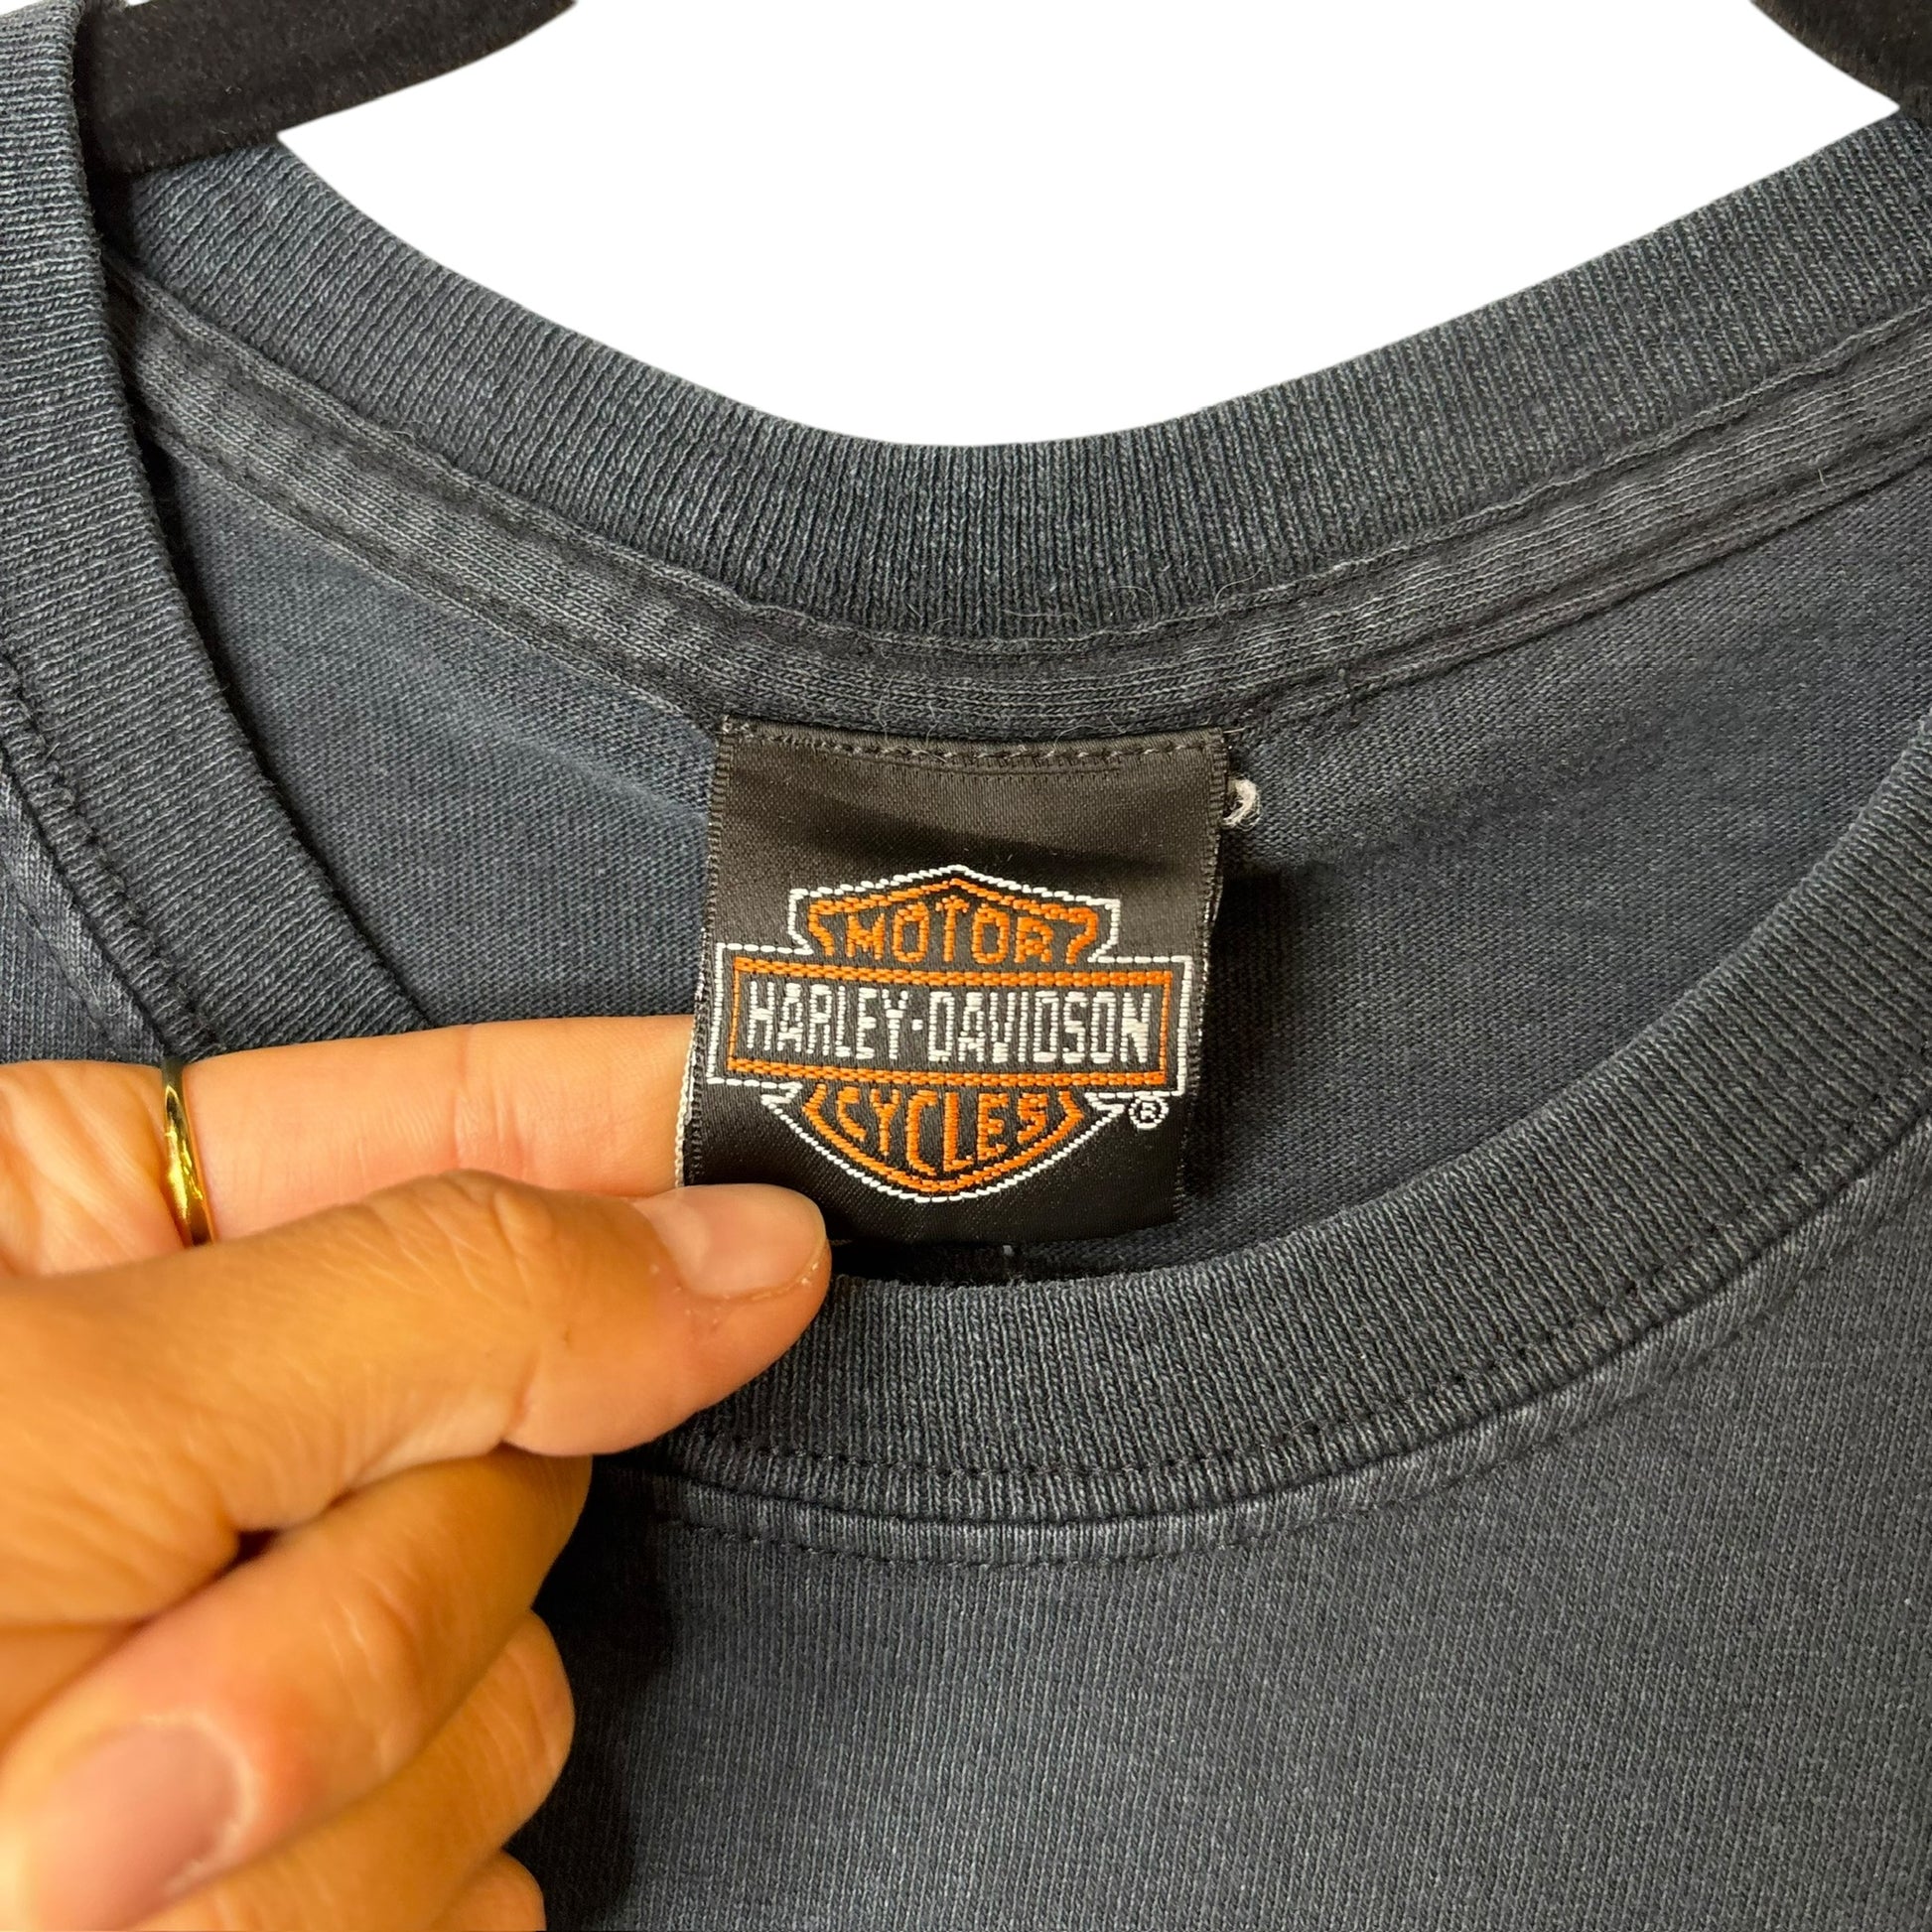 MOTOR
HARLEY-DAVIDSON
CYCLES
®